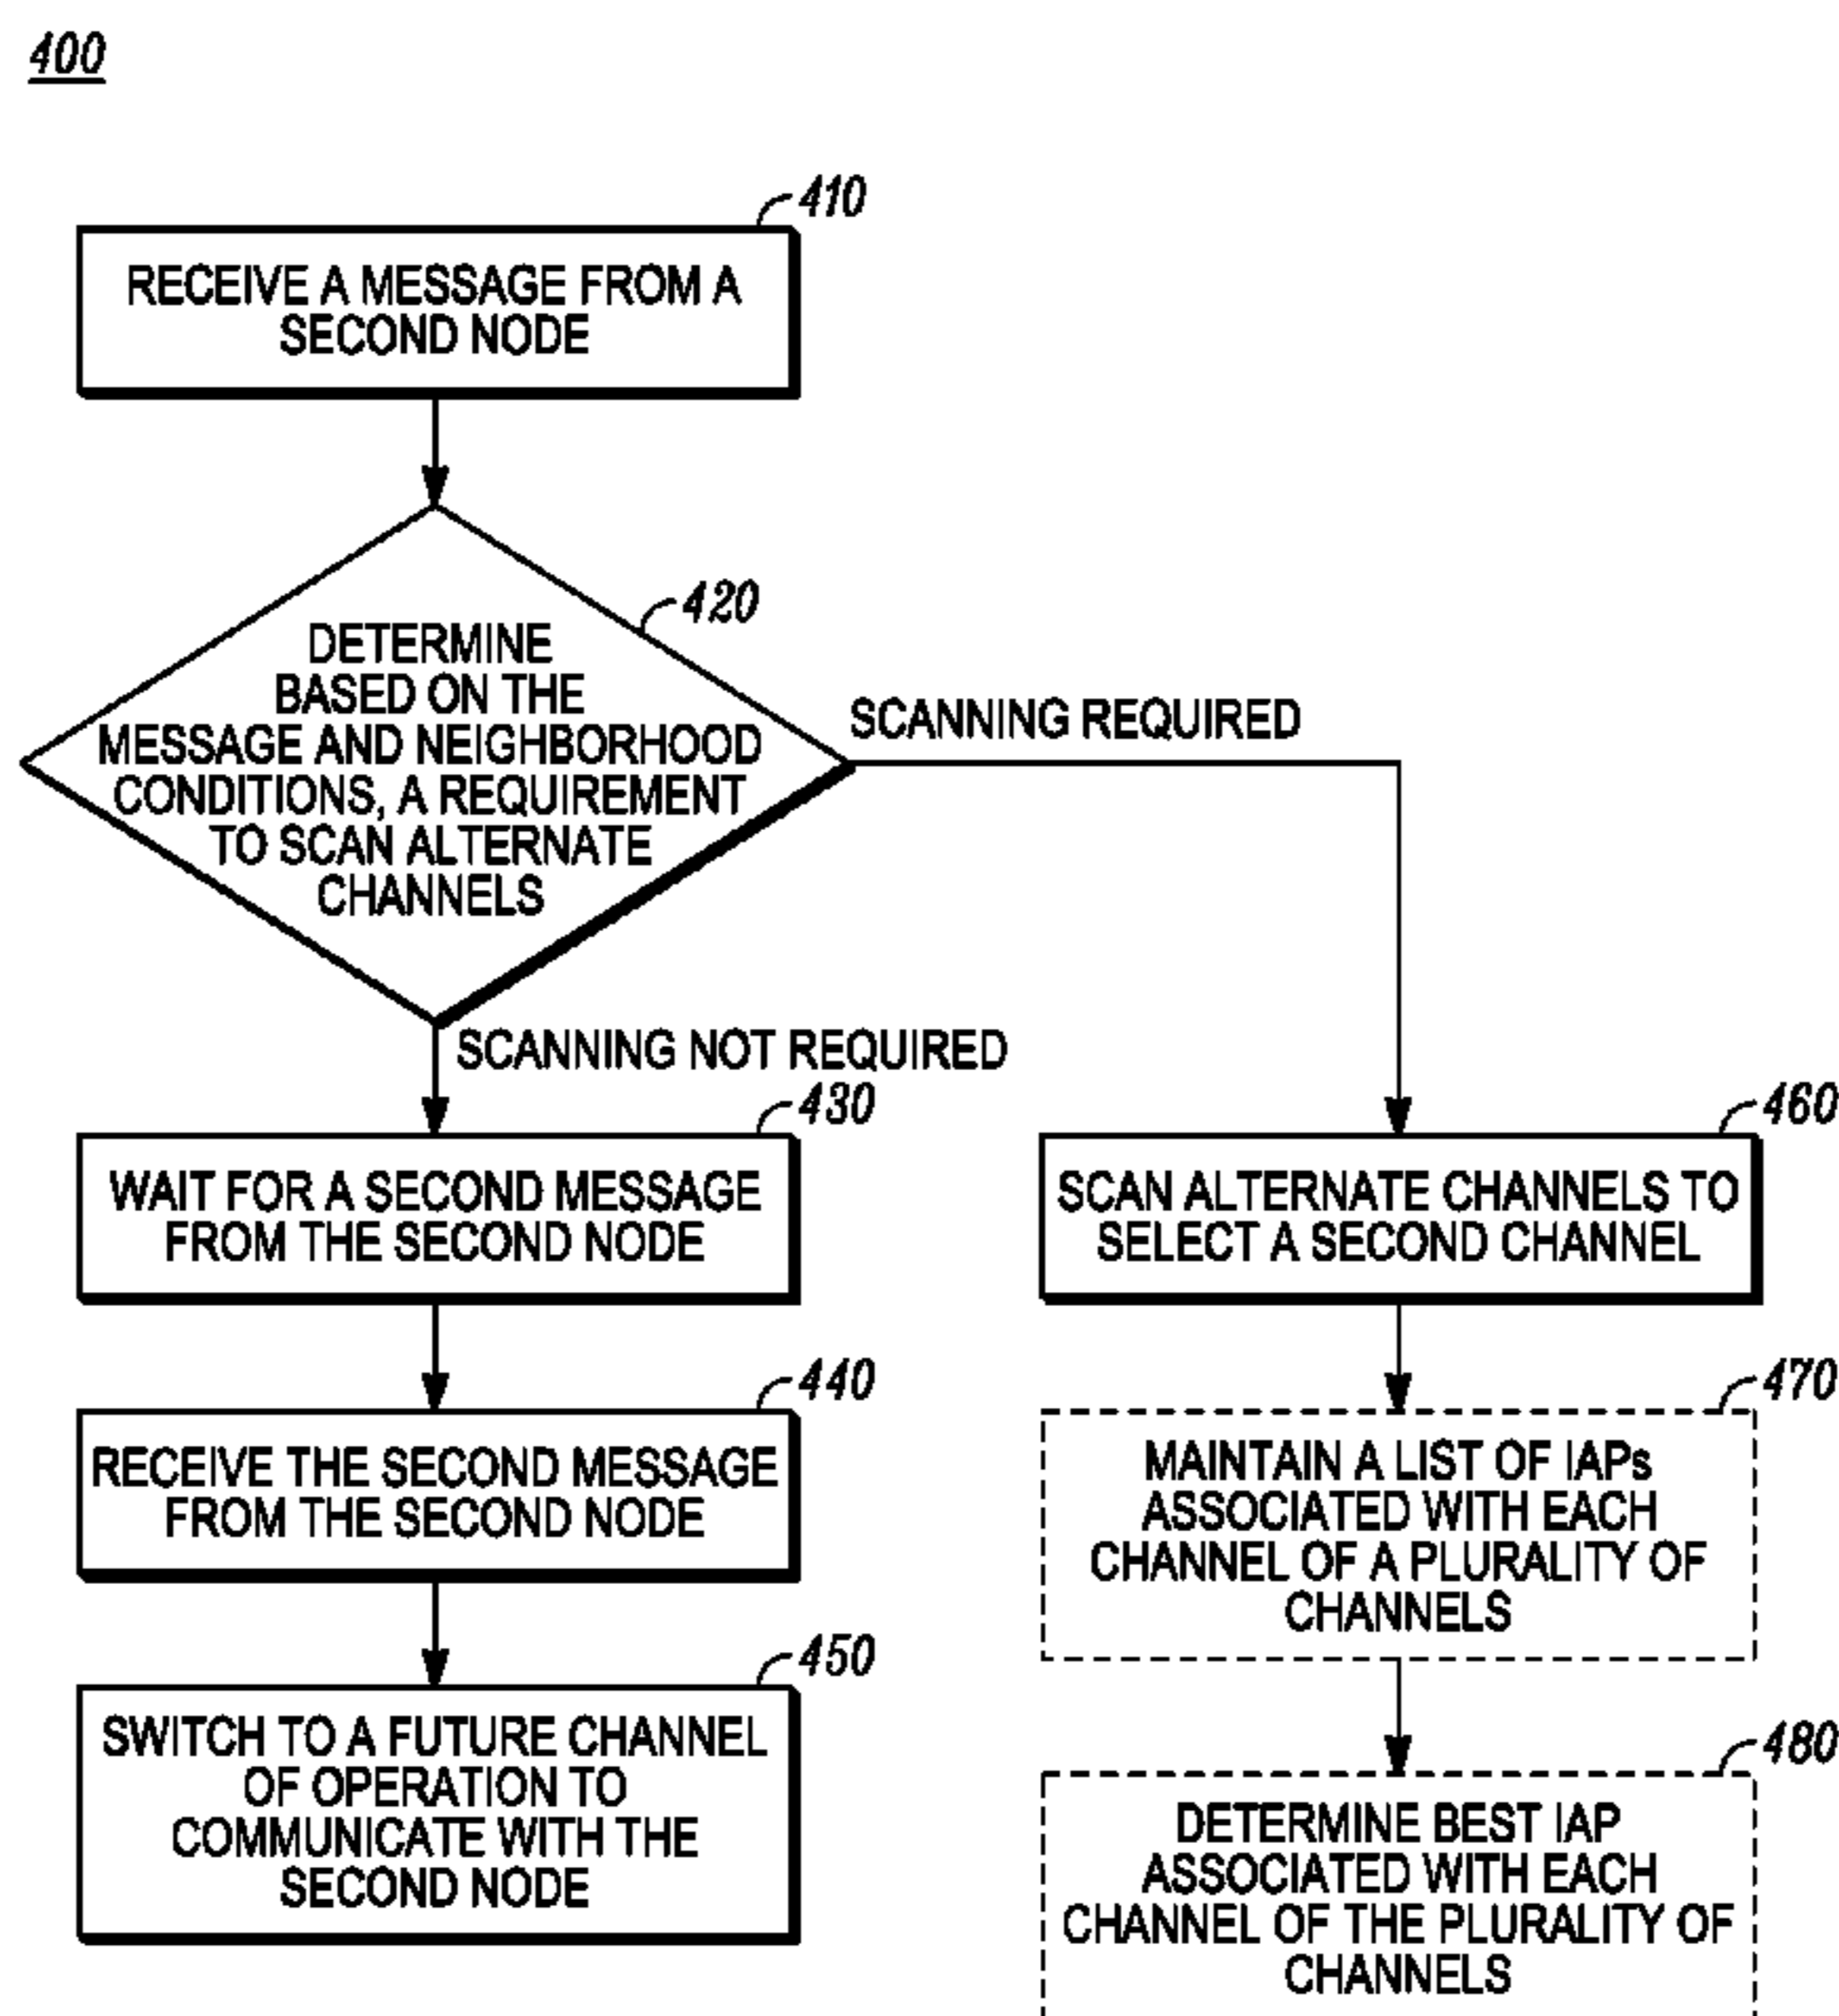 400
410
RECEIVE A MESSAGE FROM A
SECOND NODE
420
DETERMINE
BASED ON THE
MESSAGE AND NEIGHBORHOOD
CONDITIONS, A REQUIREMENT
TO SCAN ALTERNATE
CHANNELS
SCANNING REQUIRED
SCANNING NOT REQUIRED
430
WAIT FOR A SECOND MESSAGE
FROM THE SECOND NODE
440
RECEIVE THE SECOND MESSAGE
FROM THE SECOND NODE
450
SWITCH TO A FUTURE CHANNEL
OF OPERATION TO
COMMUNICATE WITH THE
SECOND NODE
460
SCAN ALTERNATE CHANNELS TO
SELECT A SECOND CHANNEL
470
MAINTAIN A LIST OF IAPs
ASSOCIATED WITH EACH
CHANNEL OF A PLURALITY OF
CHANNELS
480
DETERMINE BEST IAP
ASSOCIATED WITH EACH
CHANNEL OF THE PLURALITY OF
CHANNELS